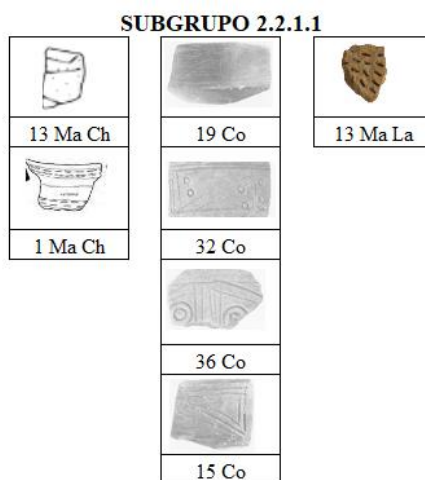 SUBGRUPO 2.2.1.1
13 Ma Ch
19 Co
13 Ma La
1 Ma Ch
32 Co
36 Co
15 Co